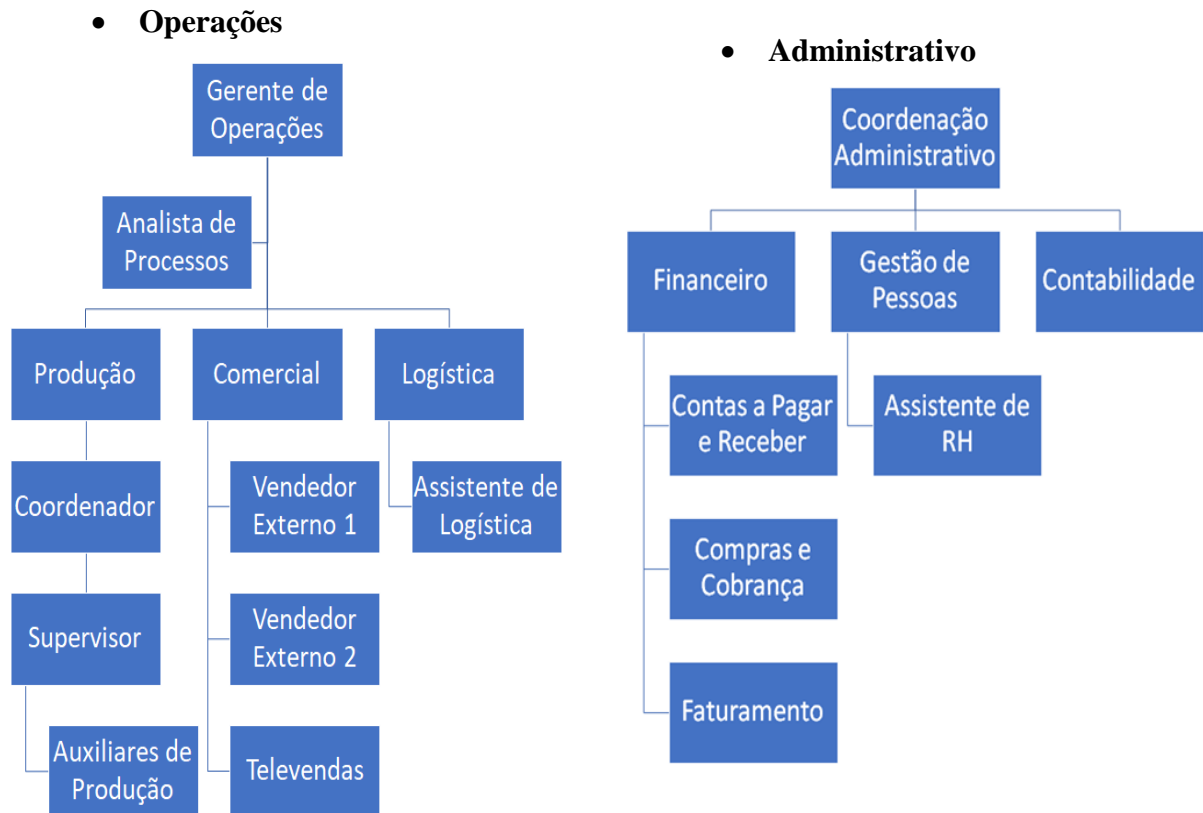 • Operações
Gerente de
Operações
Analista de
Processos
Produção
Comercial
Logística
Coordenador
Vendedor
Externo 1
Assistente de
Logística
Supervisor
Vendedor
Externo 2
Auxiliares de
Produção
Televendas
• Administrativo
Coordenação
Administrativo
Financeiro
Gestão de
Pessoas
Contabilidade
Contas a Pagar
e Receber
Assistente de
RH
Compras e
Cobrança
Faturamento